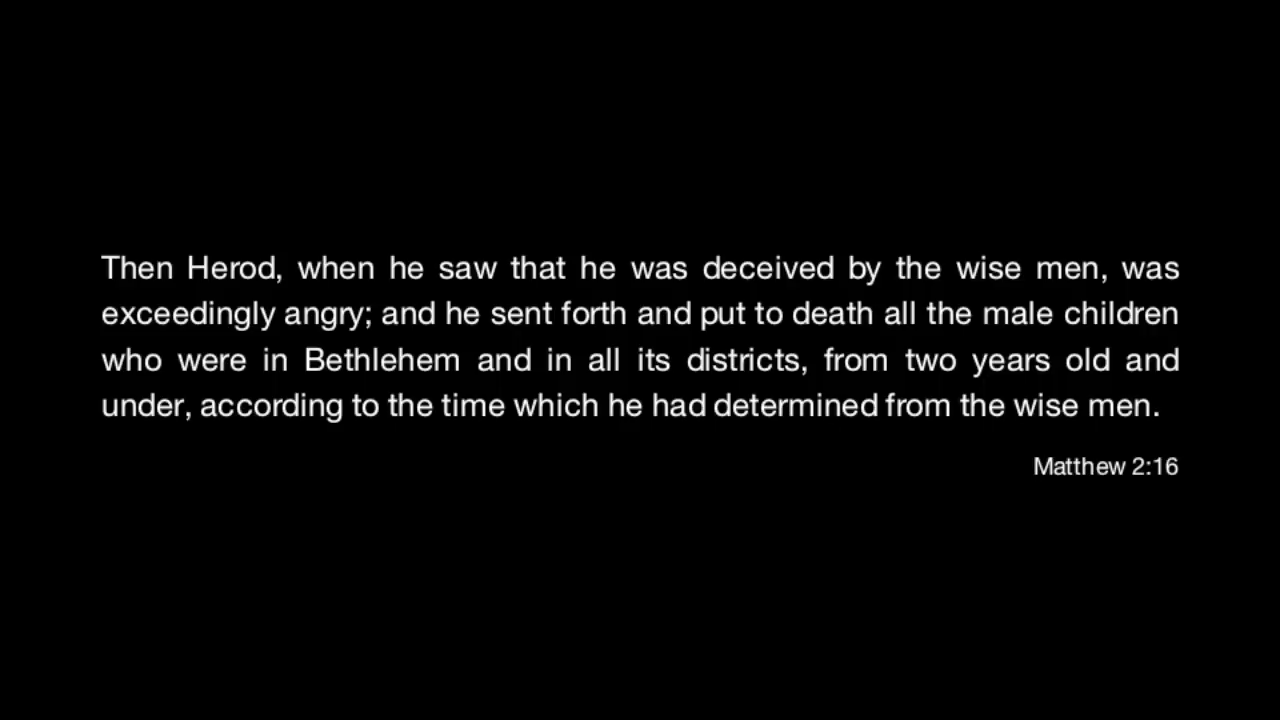 Then Herod, when he saw that he was deceived by the wise men, was
exceedingly angry; and he sent forth and put to death all the male children
who were in Bethlehem and in all its districts, from two years old and
under, according to the time which he had determined from the wise men.
Matthew 2:16